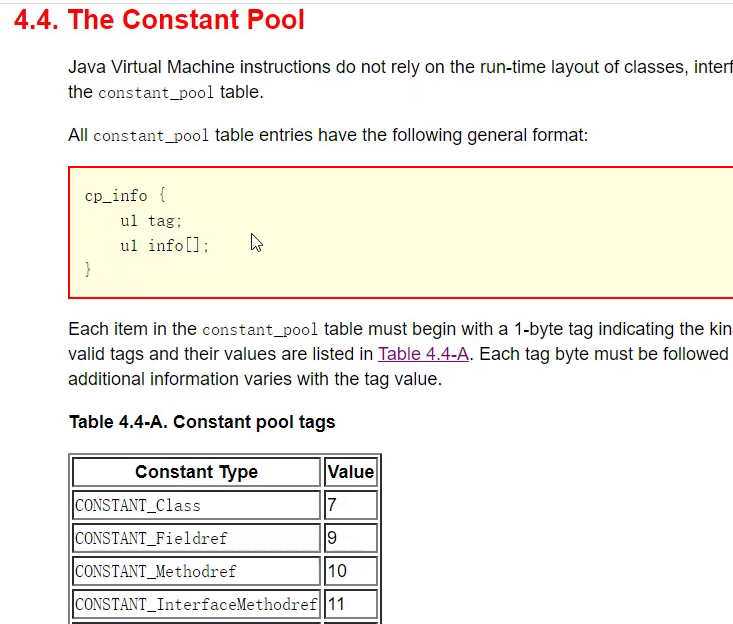 4.4. The Constant Pool
Java Virtual Machine instructions do not rely on the run-time layout of classes, interf
the constant_pool table.
All constant_pool table entries have the following general format:
cp_info {
u1 tag;
u1 info[];
}
Each item in the constant_pool table must begin with a 1-byte tag indicating the kin
valid tags and their values are listed in Table 4.4-A. Each tag byte must be followed
additional information varies with the tag value.
Table 4.4-A. Constant pool tags
Constant Type Value
CONSTANT_Class 7
CONSTANT_Fieldref 9
CONSTANT_Methodref 10
CONSTANT_InterfaceMethodref 11